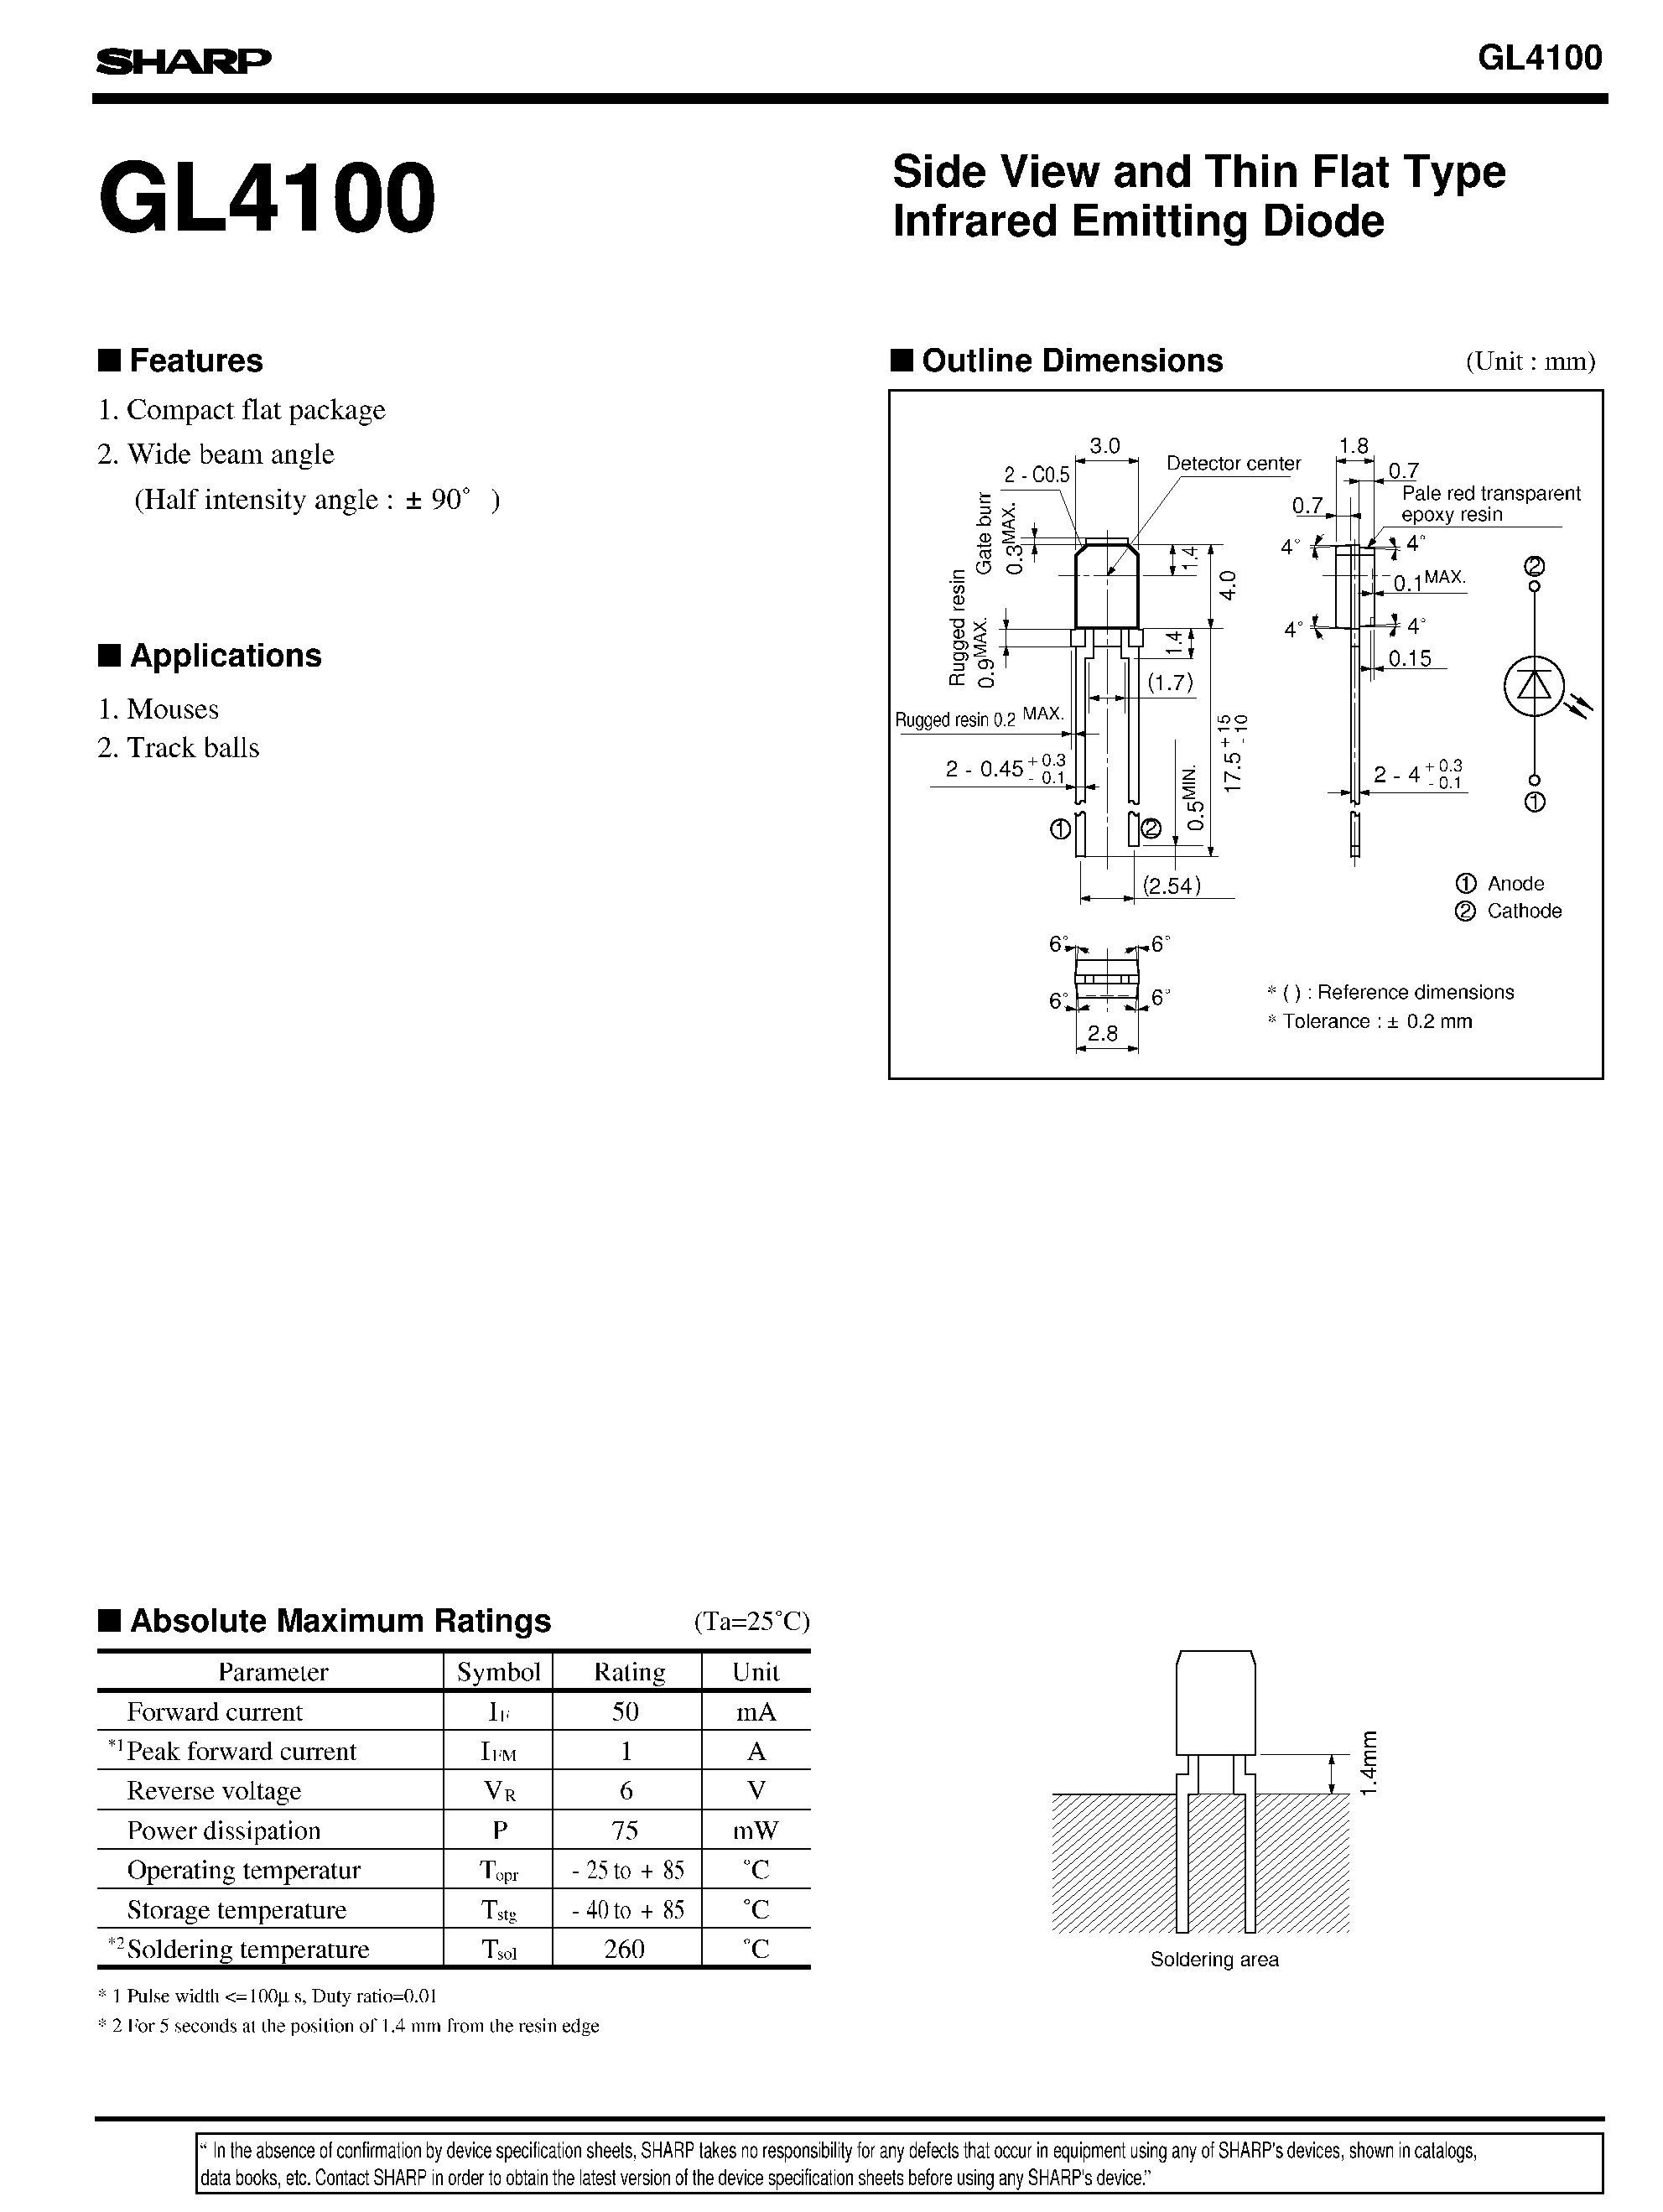 SHARP
GL4100
GL4100
Side View and Thin Flat Type
Infrared Emitting Diode
■ Features
1. Compact flat package
2. Wide beam angle
(Half intensity angle : ± 90° )
■ Applications
1. Mouses
2. Track balls
■ Outline Dimensions
(Unit : mm)
3.0
2 - C0.5
Detector center
Gate burr
0.3MAX.
Rugged resin
0.9MAX.
1.4
4.0
1.4
(1.7)
Rugged resin 0.2 MAX.
2 - 0.45 + 0.3 - 0.1
0.5MIN.
17.5 + 15 - 10
① ②
(2.54)
6° 6°
6° 6°
2.8
1.8
0.7
0.7
Pale red transparent
epoxy resin
4° 4°
0.1MAX.
4° 4°
0.15
2 - 4 + 0.3 - 0.1
②
①
① Anode
② Cathode
* ( ) : Reference dimensions
* Tolerance : ± 0.2 mm
■ Absolute Maximum Ratings
(Ta=25°C)
Parameter Symbol Rating Unit
Forward current IF 50 mA
*1 Peak forward current IFM 1 A
Reverse voltage VR 6 V
Power dissipation P 75 mW
Operating temperatur Topr - 25 to + 85 °C
Storage temperature Tstg - 40 to + 85 °C
*2 Soldering temperature Tsol 260 °C
* 1 Pulse width <=100μ s, Duty ratio=0.01
* 2 For 5 seconds at the position of 1.4 mm from the resin edge
1.4mm
Soldering area
“ In the absence of confirmation by device specification sheets, SHARP takes no responsibility for any defects that occur in equipment using any of SHARP's devices, shown in catalogs,
data books, etc. Contact SHARP in order to obtain the latest version of the device specification sheets before using any SHARP's device.”